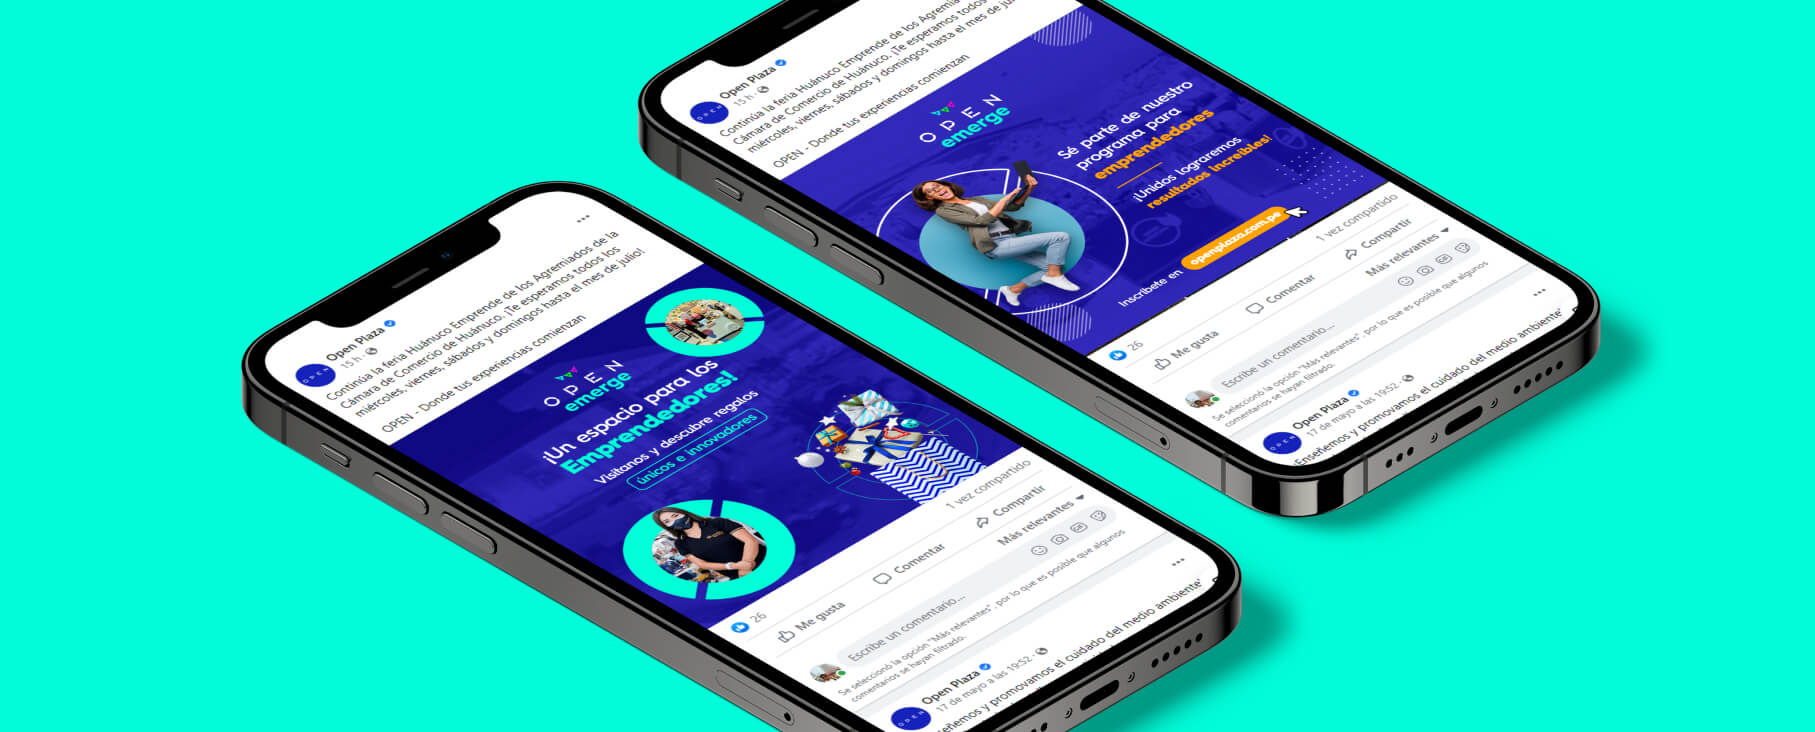 Open Plaza
15 h ·
Continúa la feria Huánuco Emprende de los Agremiados de la
Cámara de Comercio de Huánuco. ¡Te esperamos todos los
miércoles, viernes, sábados y domingos hasta el mes de julio!
OPEN - Donde tus experiencias comienzan
OPEN
OPEN
emerge
¡Un espacio para los
Emprendedores!
Visítanos y descubre regalos
únicos e innovadores
26
1 vez compartido
Me gusta
Comentar
Compartir
Más relevantes
Escribe un comentario...
GIF
Se seleccionó la opción "Más relevantes", por lo que es posible que algunos
comentarios se hayan filtrado.
Open Plaza
17 de mayo a las 19:52 ·
OPEN
Enseñemos y promovamos el cuidado del medio ambiente
Open Plaza
15 h ·
Continúa la feria Huánuco Emprende de los Agremiados
Cámara de Comercio de Huánuco. ¡Te esperamos todos
miércoles, viernes, sábados y domingos hasta el mes de
OPEN - Donde tus experiencias comienzan
OPEN
OPEN
emerge
Sé parte de nuestro
programa para
emprendedores
¡Unidos lograremos
resultados increíbles!
Inscríbete en
openplaza.com.pe
26
1 vez compartido
Me gusta
Comentar
Compartir
Más relevantes
Escribe un comentario...
GIF
Se seleccionó la opción "Más relevantes", por lo que es posible que algunos
comentarios se hayan filtrado.
Open Plaza
17 de mayo a las 19:52 ·
OPEN
Enseñemos y promovamos el cuidado del medio ambiente